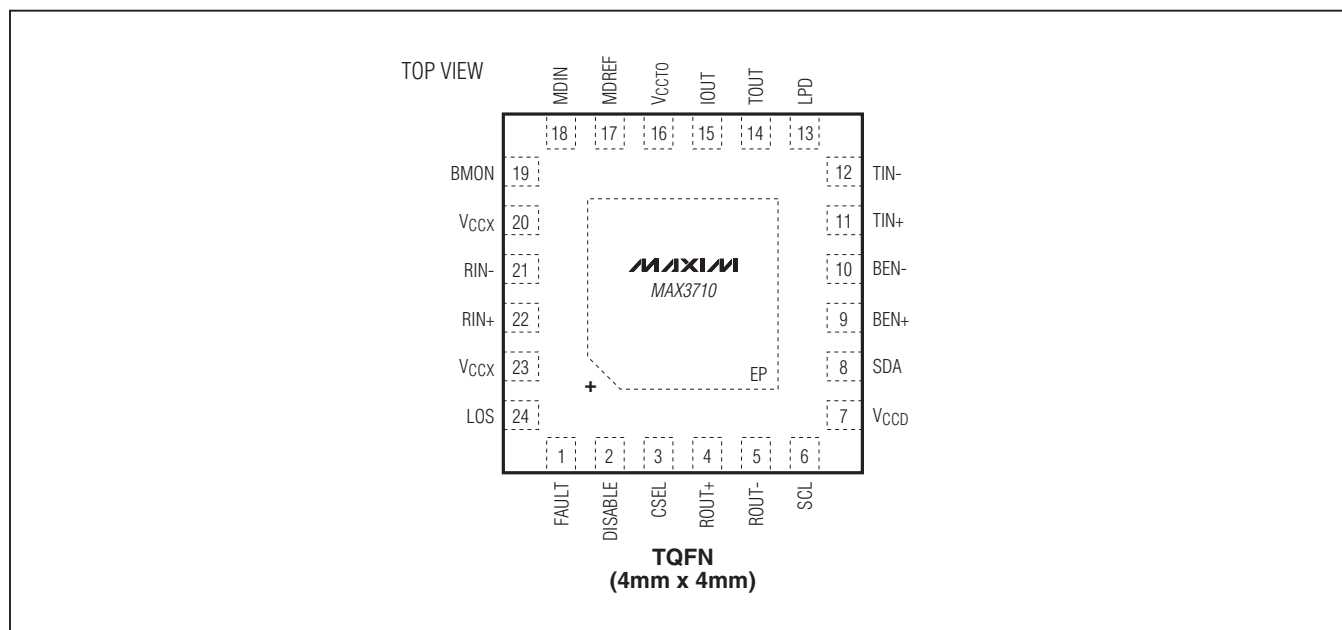 TOP VIEW
MDIN
MDREF
VCCTO
IOUT
TOUT
LPD
18
17
16
15
14
13
BMON 19
12 TIN-
VCCX 20
11 TIN+
RIN- 21
10 BEN-
RIN+ 22
9 BEN+
VCCX 23
8 SDA
LOS 24
7 VCCD
MAXIM
MAX3710
EP
+
1
2
3
4
5
6
FAULT
DISABLE
CSEL
ROUT+
ROUT-
SCL
TQFN
(4mm x 4mm)